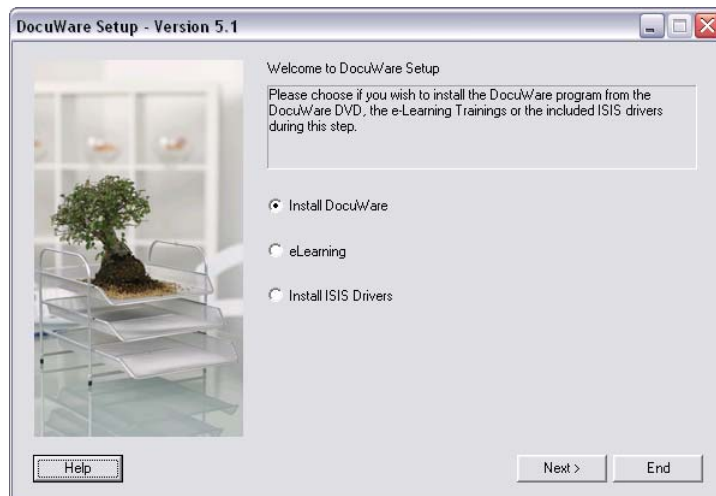 DocuWare Setup - Version 5.1
Welcome to DocuWare Setup
Please choose if you wish to install the DocuWare program from the
DocuWare DVD, the e-Learning Trainings or the included ISIS drivers
during this step.
Install DocuWare
eLearning
Install ISIS Drivers
Help
Next >
End